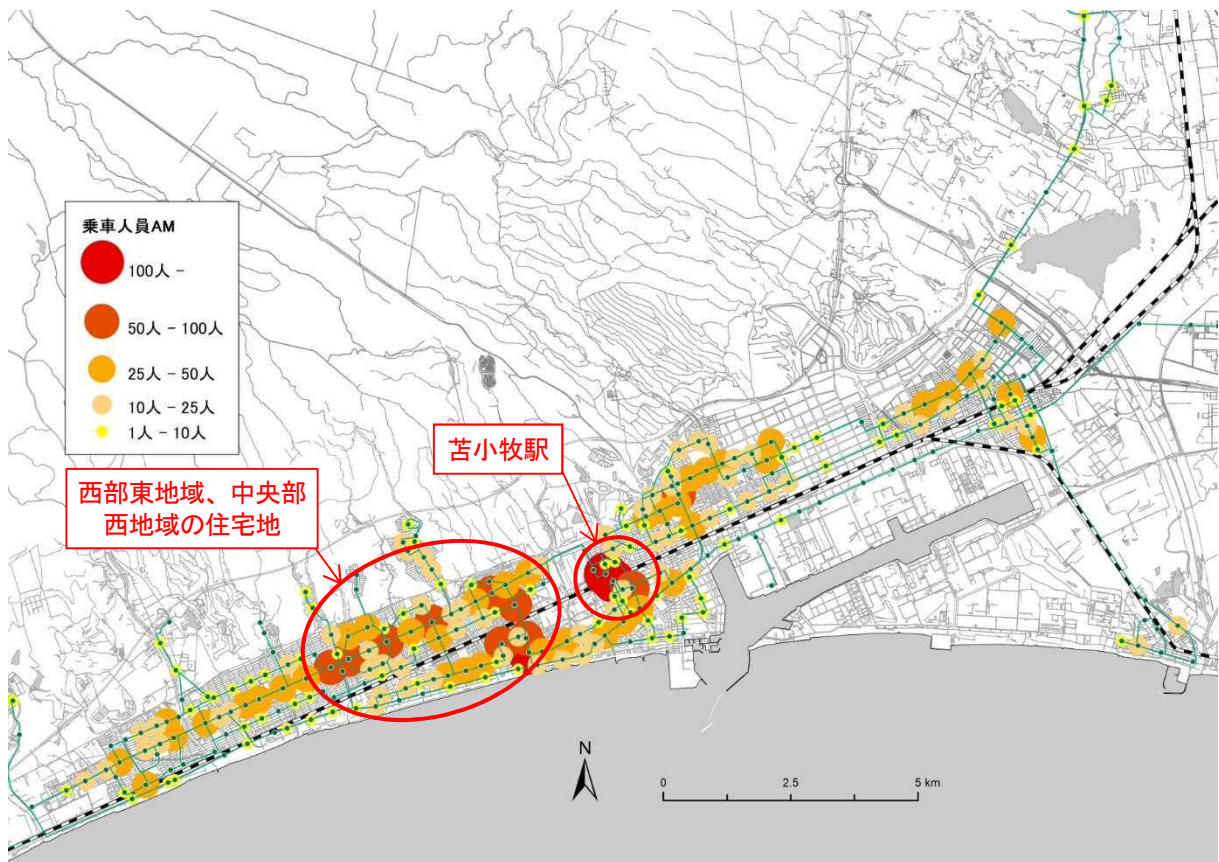 乗車人員AM
100人 -
50人 - 100人
25人 - 50人
10人 - 25人
1人 - 10人
苫小牧駅
西部東地域、中央部
西地域の住宅地
N
0 2.5 5 km